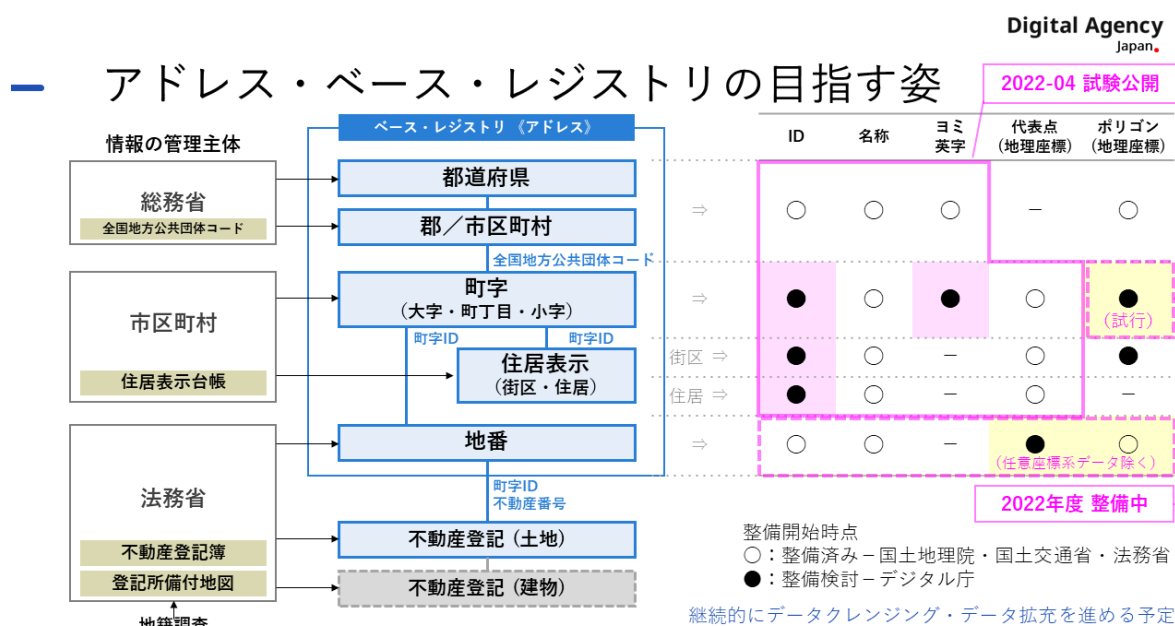 Digital Agency
Japan.
アドレス・ベース・レジストリの目指す姿
2022-04 試験公開
情報の管理主体
ベース・レジストリ 《アドレス》
ID
名称
ヨミ
英字
代表点
(地理座標)
ポリゴン
(地理座標)
総務省
全国地方公共団体コード
都道府県
郡／市区町村
全国地方公共団体コード
⇒ ○ ○ ○ − ○
市区町村
住居表示台帳
町字
(大字・町丁目・小字)
町字ID
町字ID
住居表示
(街区・住居)
⇒ ● ○ ● ○ ●
(試行)
街区 ⇒ ● ○ − ○ ●
住居 ⇒ ● ○ − ○ −
法務省
不動産登記簿
登記所備付地図
地籍調査
地番
⇒ ○ ○ − ● ○
(任意座標系データ除く)
町字ID
不動産番号
不動産登記 (土地)
不動産登記 (建物)
2022年度 整備中
整備開始時点
○：整備済み－国土地理院・国土交通省・法務省
●：整備検討－デジタル庁
継続的にデータクレンジング・データ拡充を進める予定